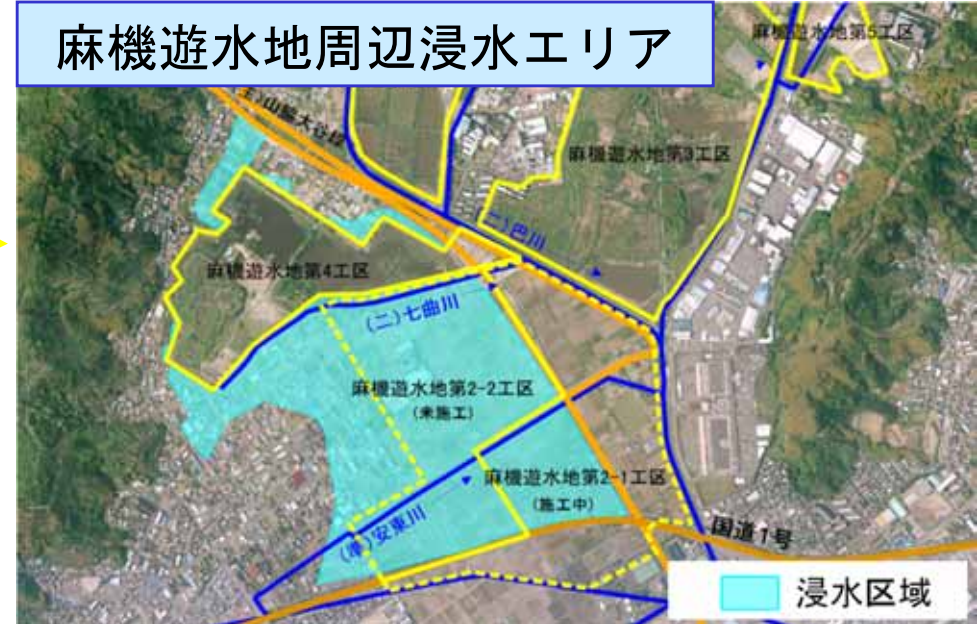 麻機遊水地周辺浸水エリア
麻機遊水地第5工区
(主)山脇大谷線
麻機遊水地第3工区
(二)巴川
麻機遊水地第4工区
(二)七曲川
麻機遊水地第2-2工区
(未施工)
麻機遊水地第2-1工区
(施工中)
(準)安東川
国道1号
浸水区域